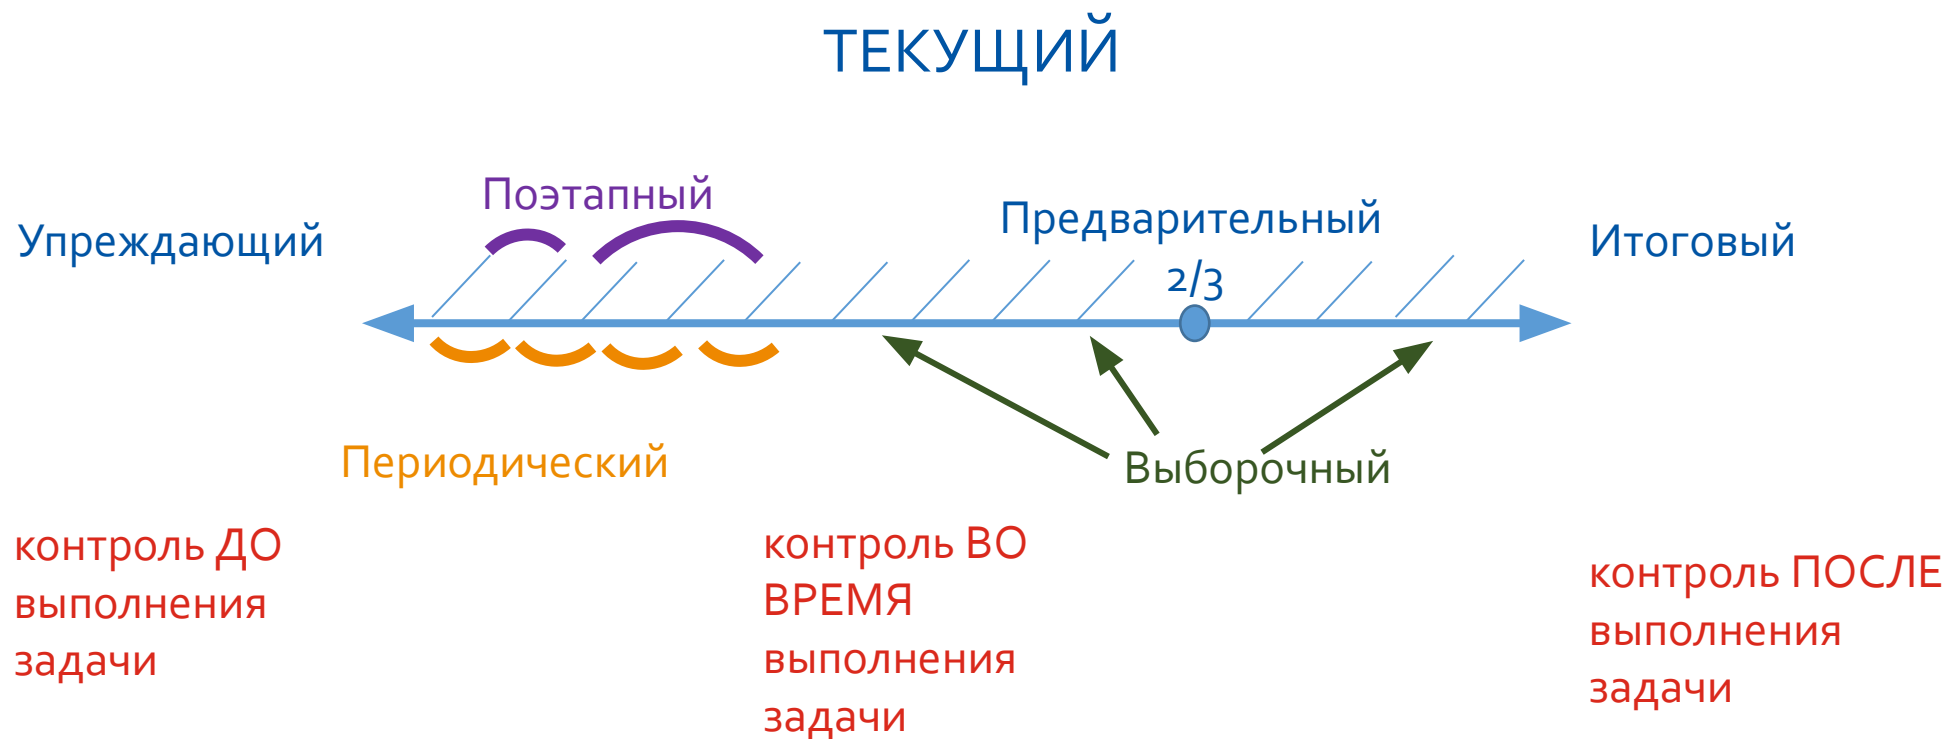 ТЕКУЩИЙ
Поэтапный
Предварительный
Упреждающий
Итоговый
2/3
Периодический
Выборочный
контроль ДО
выполнения
задачи
контроль ВО
ВРЕМЯ
выполнения
задачи
контроль ПОСЛЕ
выполнения
задачи